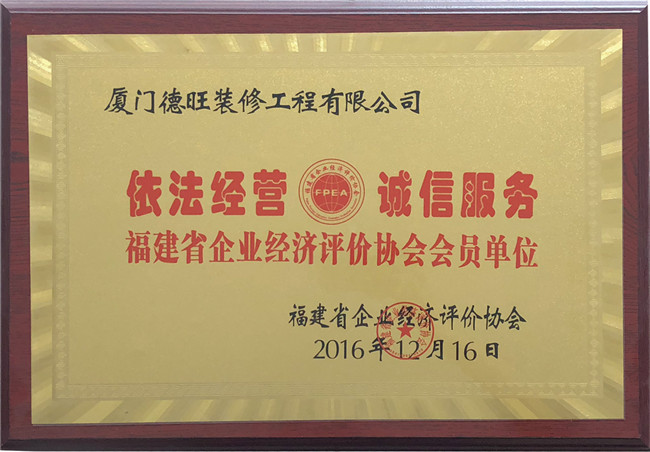 厦门德旺装修工程有限公司
依法经营 FPEA 诚信服务
福建省企业经济评价协会会员单位
福建省企业经济评价协会
2016年12月16日